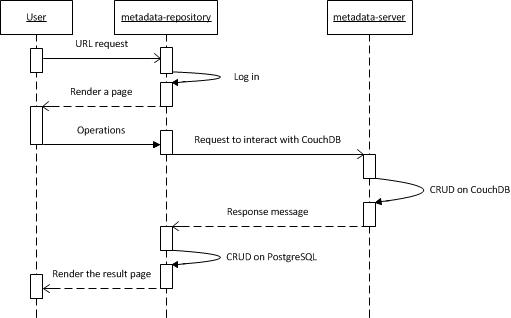 User
metadata-repository
metadata-server
URL request
Log in
Render a page
Operations
Request to interact with CouchDB
CRUD on CouchDB
Response message
CRUD on PostgreSQL
Render the result page